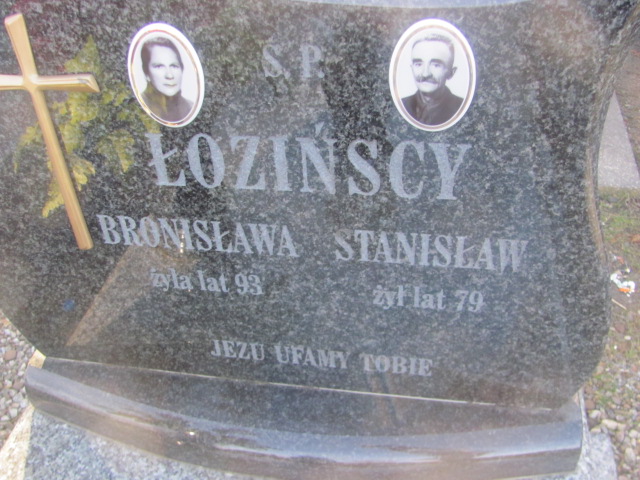 Ś. P.
ŁOZIŃSCY
BRONISŁAWA STANISŁAW
żyła lat 93 żył lat 79
JEZU UFAMY TOBIE